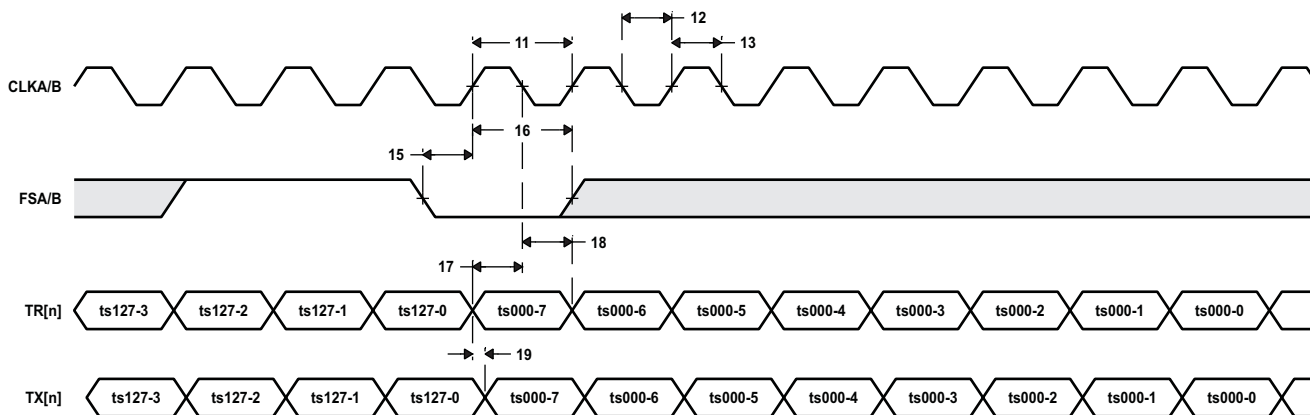 12
11
13
CLKA/B
16
15
FSA/B
18
17
TR[n] ts127-3 ts127-2 ts127-1 ts127-0 ts000-7 ts000-6 ts000-5 ts000-4 ts000-3 ts000-2 ts000-1 ts000-0
19
TX[n] ts127-3 ts127-2 ts127-1 ts127-0 ts000-7 ts000-6 ts000-5 ts000-4 ts000-3 ts000-2 ts000-1 ts000-0